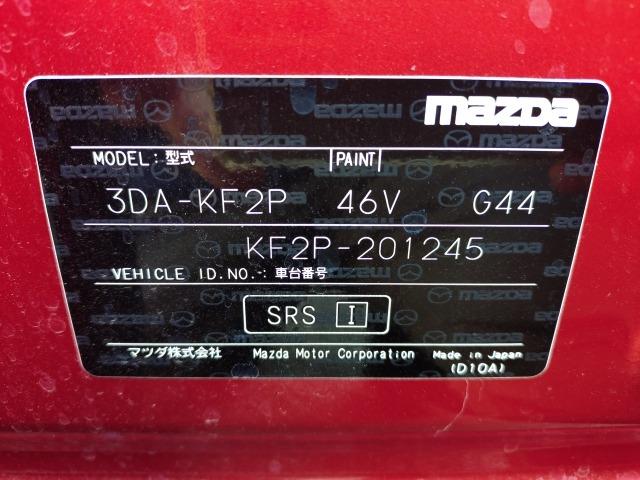 mazda
MODEL: 型式 PAINT
3DA-KF2P 46V G44
KF2P-201245
VEHICLE ID.NO.: 車台番号
SRS I
マツダ株式会社 Mazda Motor Corporation Made in Japan
(D10A)